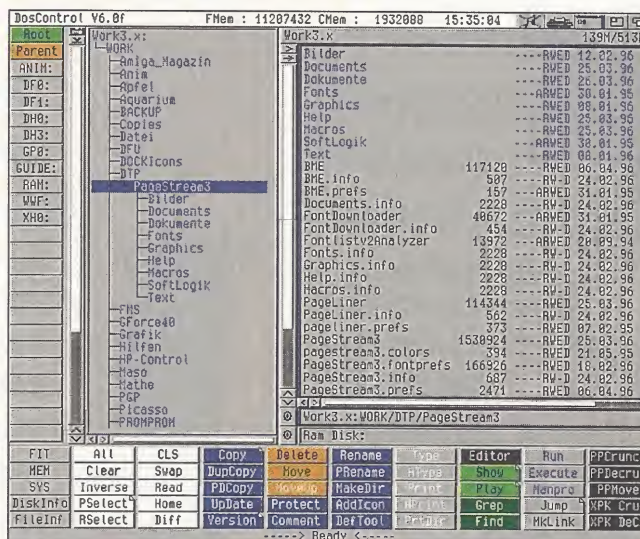 DosControl V6.0f FMem : 11207432 CMem : 1932088 15:35:04
Root
Parent
ANIM:
DF0:
DF1:
DH0:
DH3:
GP0:
GUIDE:
RAM:
WWF:
XH0:
Work3.x:
WORK
Amiga_Magazin
Anim
Apfel
Aquarium
BACKUP
Copies
Datei
DFU
DOCKIcons
DTP
PageStream3
Bilder
Documents
Dokumente
Fonts
Graphics
Help
Macros
SoftLogik
Text
FMS
GForce40
Grafik
Hilfen
HP-Control
Maso
Mathe
PGP
Picasso
PROMPROM
Work3.x 139M/513M
Bilder ----RWED 12.02.96
Documents ----RWED 25.03.96
Dokumente ----RWED 26.03.96
Fonts ---ARWED 30.01.95
Graphics ----RWED 08.01.96
Help ----RWED 25.03.96
Macros ----RWED 25.03.96
SoftLogik ---ARWED 30.01.95
Text ----RWED 08.01.96
BME 117120 ----RWED 06.04.96
BME.info 507 ----RW-D 24.02.96
BME.prefs 157 ---ARWED 31.01.95
Documents.info 2228 ----RW-D 24.02.96
FontDownloader 40672 ---ARWED 31.01.95
FontDownloader.info 454 ----RW-D 24.02.96
Fontlistv2Analyzer 13972 ---ARWED 20.09.94
Fonts.info 2228 ----RW-D 24.02.96
Graphics.info 2228 ----RW-D 24.02.96
Help.info 2228 ----RW-D 24.02.96
Macros.info 2228 ----RW-D 24.02.96
PageLiner 114344 ----RWED 25.03.96
PageLiner.info 562 ----RW-D 24.02.96
pageliner.prefs 373 ----RWED 07.02.95
PageStream3 1530924 ----RWED 25.03.96
pagestream3.colors 394 ----RWED 21.05.95
PageStream3.fontprefs 166926 ----RWED 18.02.96
PageStream3.info 687 ----RW-D 24.02.96
PageStream3.prefs 2471 ----RWED 06.04.96
Work3.x:WORK/DTP/PageStream3
Ram Disk:
FIT All CLS Copy Delete Rename Type Editor Run PPCrunc
MEM Clear Swap DupCopy Move PRename HType Show Execute PPDecru
SYS Inverse Read PDCopy MoveUp MakeDir Print Play Menpro PPMove
DiskInfo PSelect Home UpDate Protect AddIcon HPrint Grep Jump XPK Cru
FileInf RSelect Diff Version Comment DefTool PrtDir Find MkLink XPK DeC
-----> Ready <-----